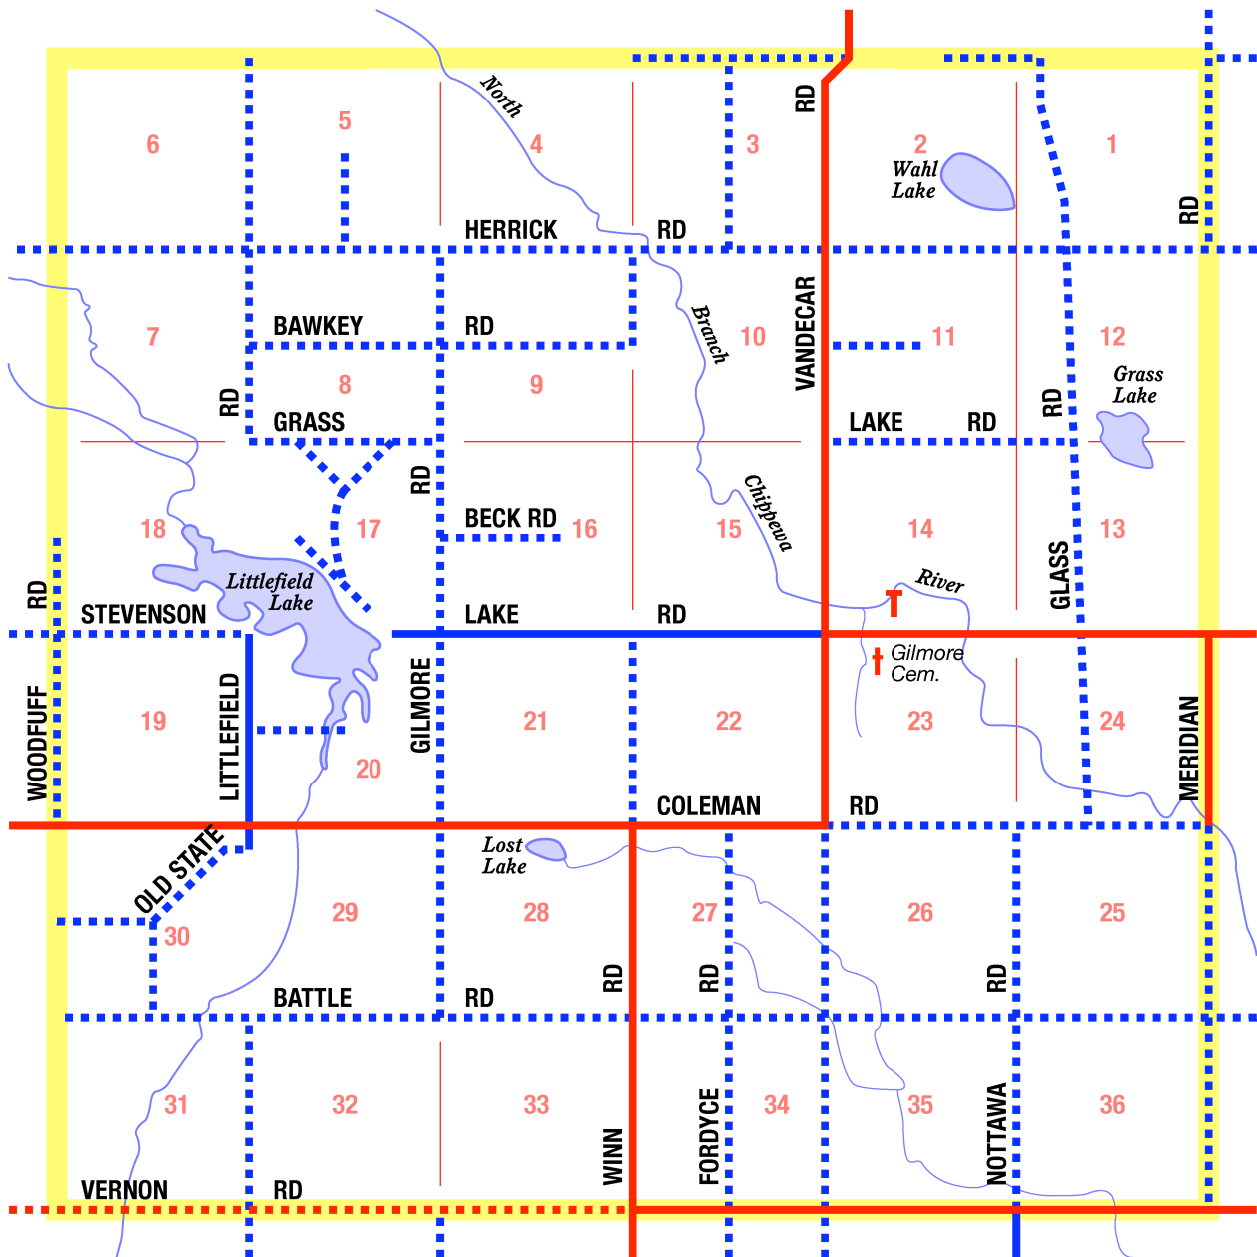 North
RD
6
5
4
3
2
1
Wahl
Lake
RD
HERRICK RD
7
BAWKEY RD
Branch
10
VANDECAR
11
12
8
9
Grass
Lake
RD
GRASS
LAKE RD
RD
RD
18
17
BECK RD
16
15
Chippewa
14
13
Littlefield
Lake
River
GLASS
RD
STEVENSON
LAKE RD
Gilmore
Cem.
WOODFUFF
19
LITTLEFIELD
20
GILMORE
21
22
23
24
MERIDIAN
COLEMAN RD
OLD STATE
Lost
Lake
30
29
28
27
26
25
RD
RD
RD
BATTLE RD
31
32
33
34
35
36
WINN
FORDYCE
NOTTAWA
VERNON RD